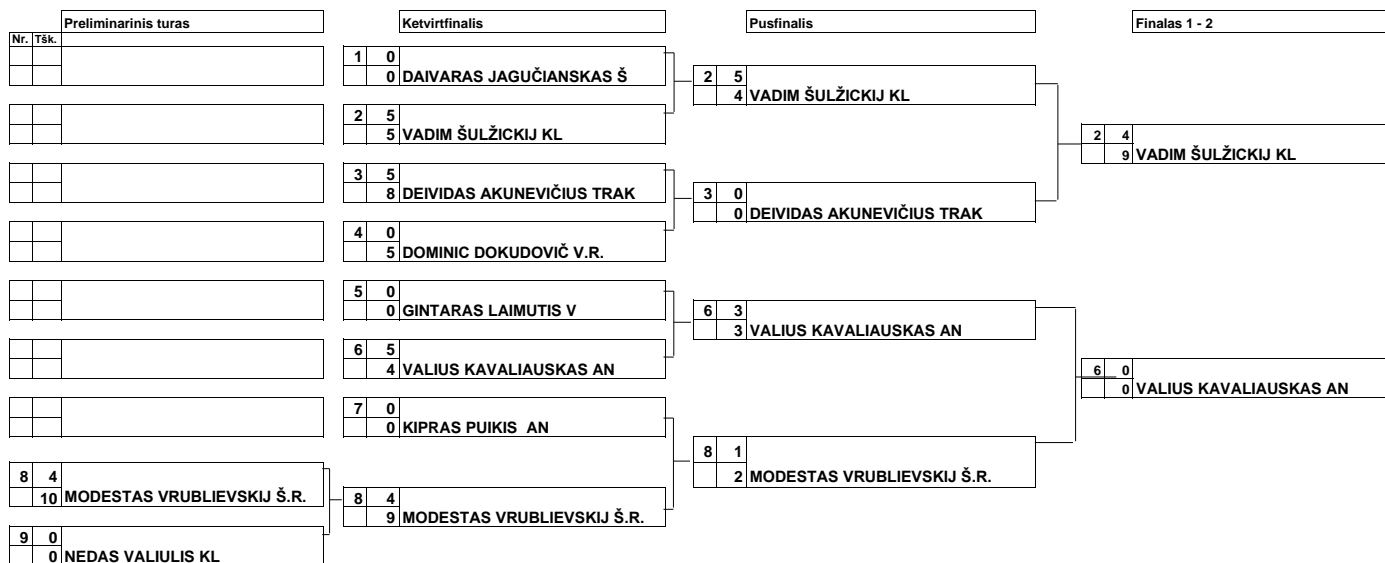 Preliminarinis turas Ketvirtfinalis Pusfinalis Finalas 1 - 2
Nr. Tšk.
1 0
0 DAIVARAS JAGUČIANSKAS Š
2 5
5 VADIM ŠULŽICKIJ KL
3 5
8 DEIVIDAS AKUNEVIČIUS TRAK
4 0
5 DOMINIC DOKUDOVIČ V.R.
5 0
0 GINTARAS LAIMUTIS V
6 5
4 VALIUS KAVALIAUSKAS AN
7 0
0 KIPRAS PUIKIS AN
8 4
10 MODESTAS VRUBLIEVSKIJ Š.R.
9 0
0 NEDAS VALIULIS KL
8 4
9 MODESTAS VRUBLIEVSKIJ Š.R.
2 5
4 VADIM ŠULŽICKIJ KL
3 0
0 DEIVIDAS AKUNEVIČIUS TRAK
6 3
3 VALIUS KAVALIAUSKAS AN
8 1
2 MODESTAS VRUBLIEVSKIJ Š.R.
2 4
9 VADIM ŠULŽICKIJ KL
6 0
0 VALIUS KAVALIAUSKAS AN